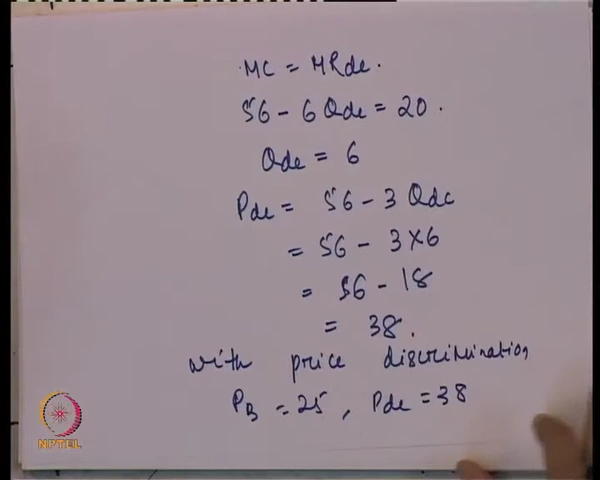 MC = MRde.
56 - 6 Qde = 20.
Qde = 6
Pde = 56 - 3 Qde
= 56 - 3×6
= 56 - 18
= 38.
with price discrimination
PB = 25, Pde = 38
NPTEL